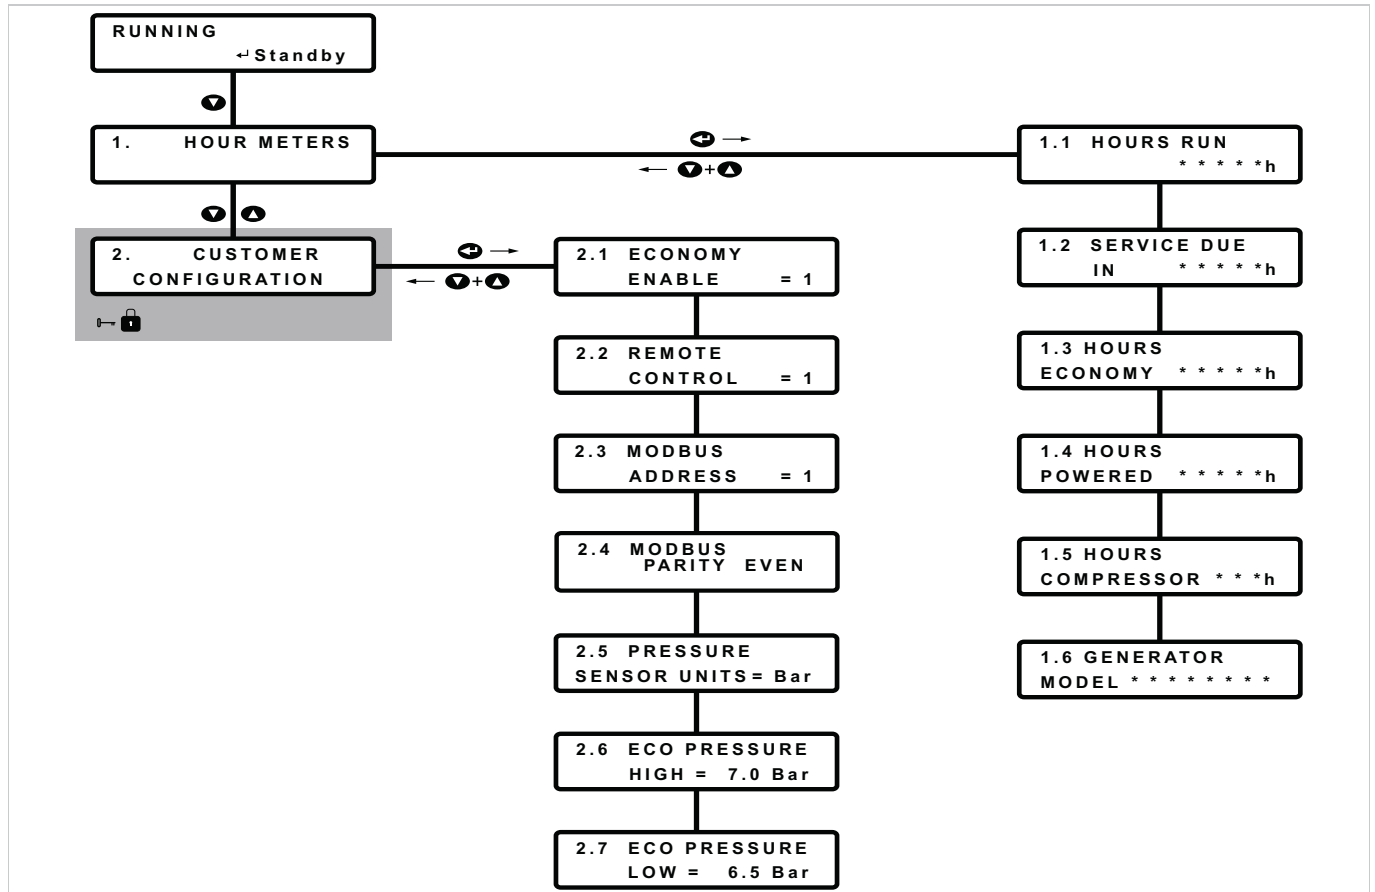 RUNNING
↵ Standby
1. HOUR METERS
2. CUSTOMER
CONFIGURATION
+
+
2.1 ECONOMY
ENABLE = 1
2.2 REMOTE
CONTROL = 1
2.3 MODBUS
ADDRESS = 1
2.4 MODBUS
PARITY EVEN
2.5 PRESSURE
SENSOR UNITS = Bar
2.6 ECO PRESSURE
HIGH = 7.0 Bar
2.7 ECO PRESSURE
LOW = 6.5 Bar
1.1 HOURS RUN
* * * * *h
1.2 SERVICE DUE
IN * * * * *h
1.3 HOURS
ECONOMY * * * * *h
1.4 HOURS
POWERED * * * * *h
1.5 HOURS
COMPRESSOR * * *h
1.6 GENERATOR
MODEL * * * * * * * *